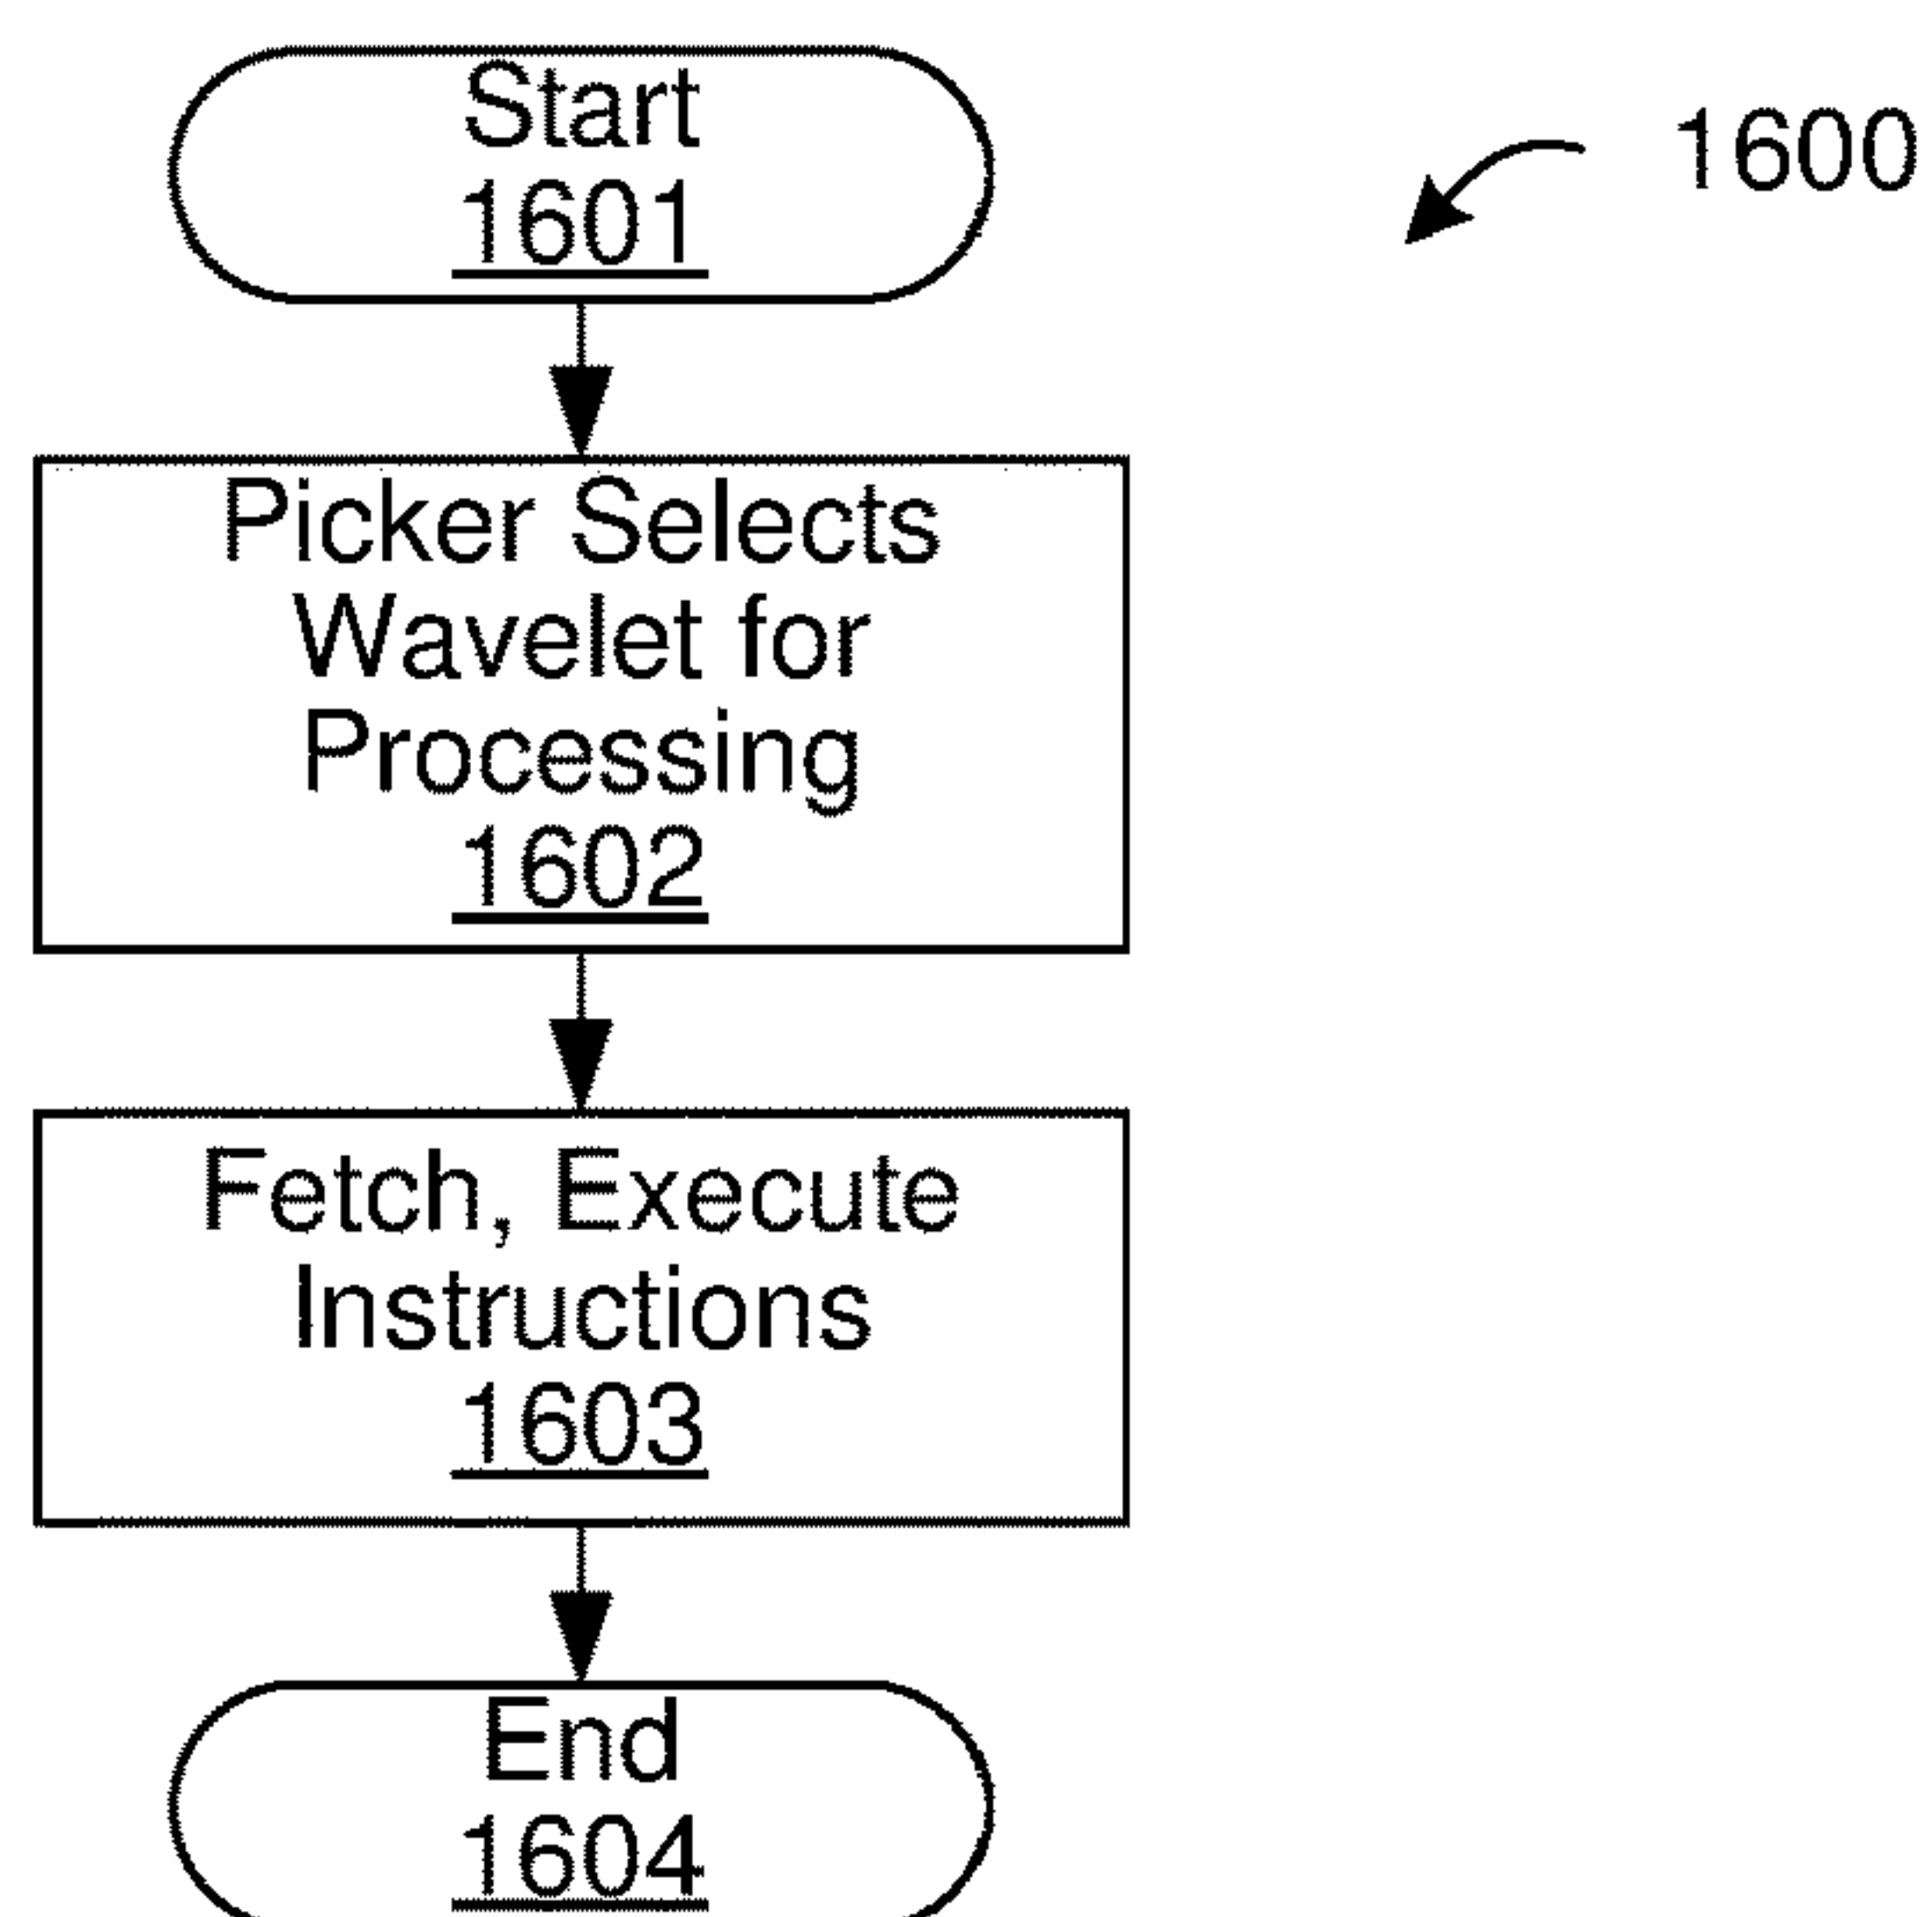 Start
1601
1600
Picker Selects
Wavelet for
Processing
1602
Fetch, Execute
Instructions
1603
End
1604